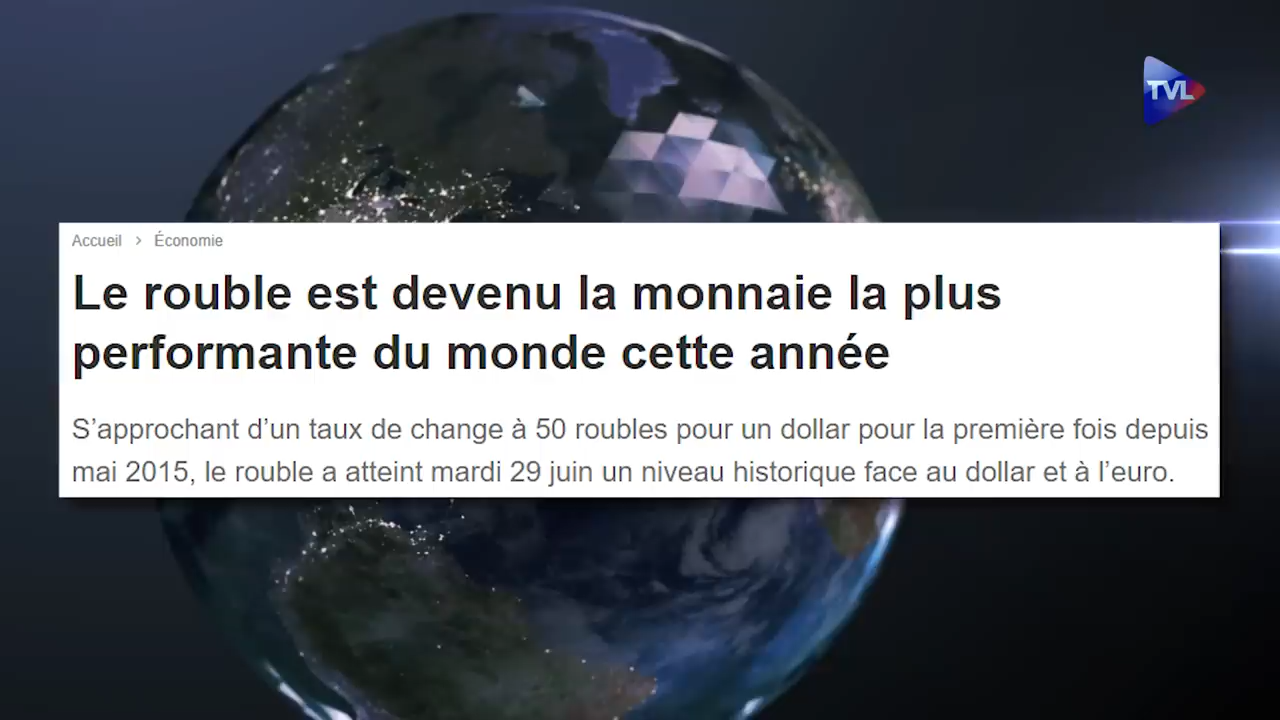 TVL
Accueil > Économie
Le rouble est devenu la monnaie la plus
performante du monde cette année
S’approchant d’un taux de change à 50 roubles pour un dollar pour la première fois depuis
mai 2015, le rouble a atteint mardi 29 juin un niveau historique face au dollar et à l’euro.